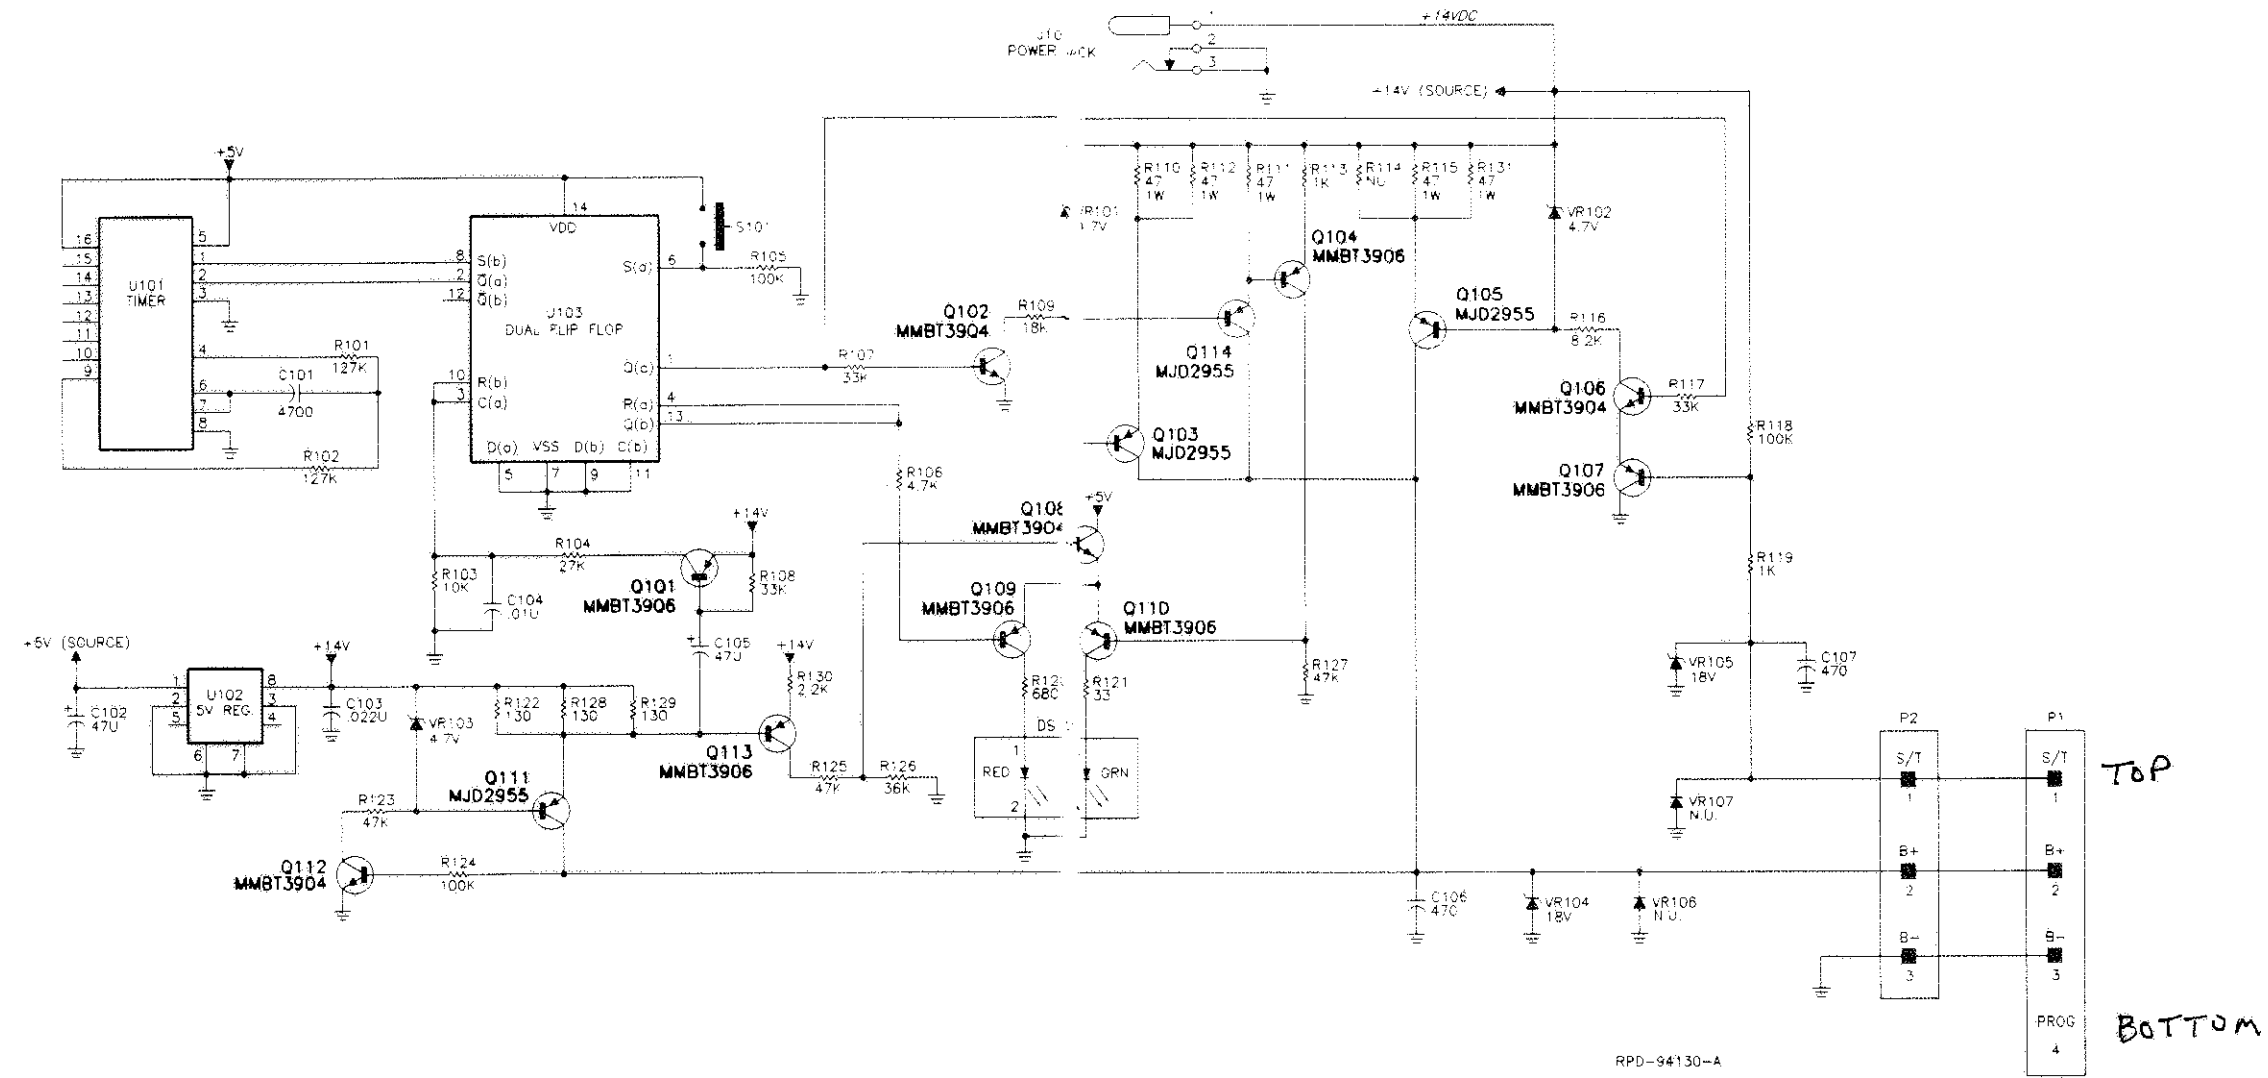 +14VDC
1
2
3
POWER
+14V (SOURCE)
+5V
14
VDD
S101
R110
47
1W
R112
47
1W
R111
47
1W
R113
1K
R114
NU
R115
47
1W
R131
47
1W
VR101
VR102
4.7V
16
15
14
13
12
11
10
9
U101
TIMER
5
1
2
3
4
6
7
8
8
2
12
S(b)
Q̅(a)
Q̅(b)
S(a)
6
R105
100K
U103
DUAL FLIP FLOP
10
3
R(b)
C(a)
R(a)
Q(b)
1
4
13
D(a)
VSS
D(b)
C(b)
5
7
9
11
R101
127K
C101
4700
R102
127K
R107
33K
Q102
MMBT3904
R109
18K
Q104
MMBT3906
Q114
MJD2955
Q105
MJD2955
R116
8.2K
Q106
MMBT3904
R117
33K
R118
100K
Q103
MJD2955
Q107
MMBT3906
R106
4.7K
+5V
Q108
+14V
R104
27K
R103
10K
C104
.01U
Q101
MMBT3906
R108
33K
Q109
MMBT3906
Q110
MMBT3906
R119
1K
+5V (SOURCE)
+14V
C105
47U
+14V
R130
2.2K
R121
33
R127
47K
VR105
18V
C107
470
1
2
5
U102
5V REG.
8
3
4
6
7
C102
47U
C103
.022U
VR103
4.7V
R122
130
R128
130
R129
130
Q113
MMBT3906
R125
47K
R126
36K
DS
1
RED
GRN
2
Q111
MJD2955
R123
47K
Q112
MMBT3904
R124
100K
C106
470
VR104
18V
VR106
N.U.
VR107
N.U.
P2
P1
S/T
S/T
TOP
1
1
B+
B+
2
2
B-
B-
3
3
PROG
BOTTOM
4
RPD-94130-A